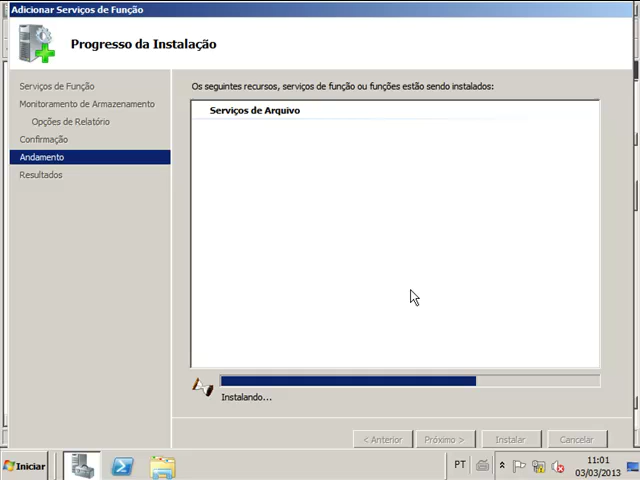 Adicionar Serviços de Função
Progresso da Instalação
Serviços de Função
Monitoramento de Armazenamento
Opções de Relatório
Confirmação
Andamento
Resultados
Os seguintes recursos, serviços de função ou funções estão sendo instalados:
Serviços de Arquivo
Instalando...
< Anterior
Próximo >
Instalar
Cancelar
Iniciar
PT
11:01
03/03/2013